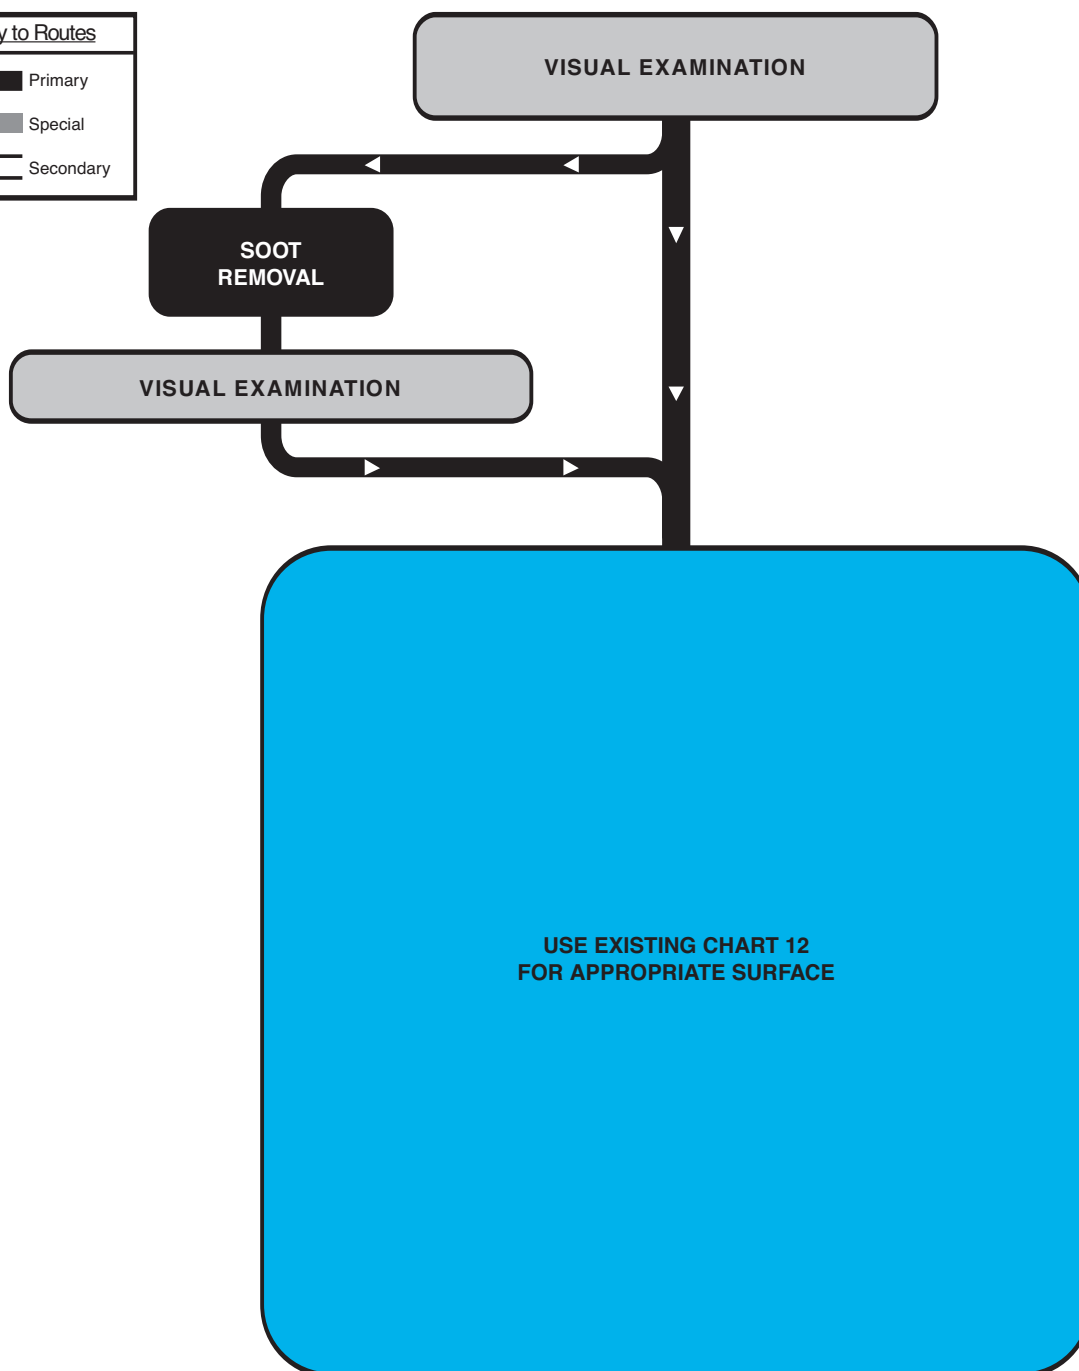 y to Routes
Primary
Special
Secondary
VISUAL EXAMINATION
SOOT
REMOVAL
VISUAL EXAMINATION
USE EXISTING CHART 12
FOR APPROPRIATE SURFACE